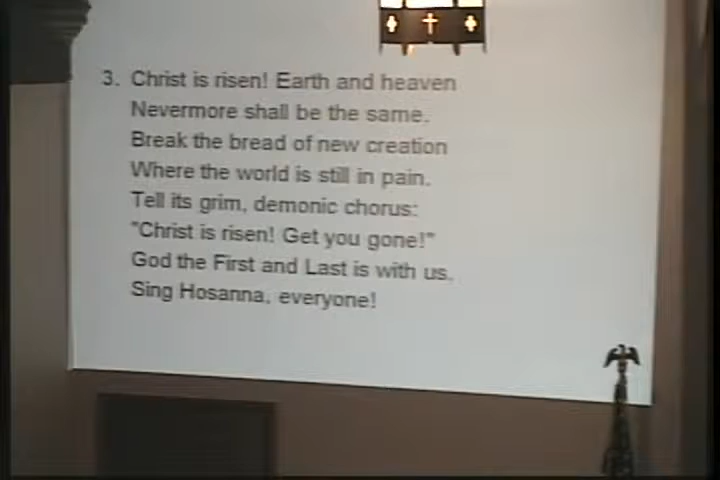 3. Christ is risen! Earth and heaven
Nevermore shall be the same.
Break the bread of new creation
Where the world is still in pain.
Tell its grim, demonic chorus:
"Christ is risen! Get you gone!"
God the First and Last is with us.
Sing Hosanna, everyone!